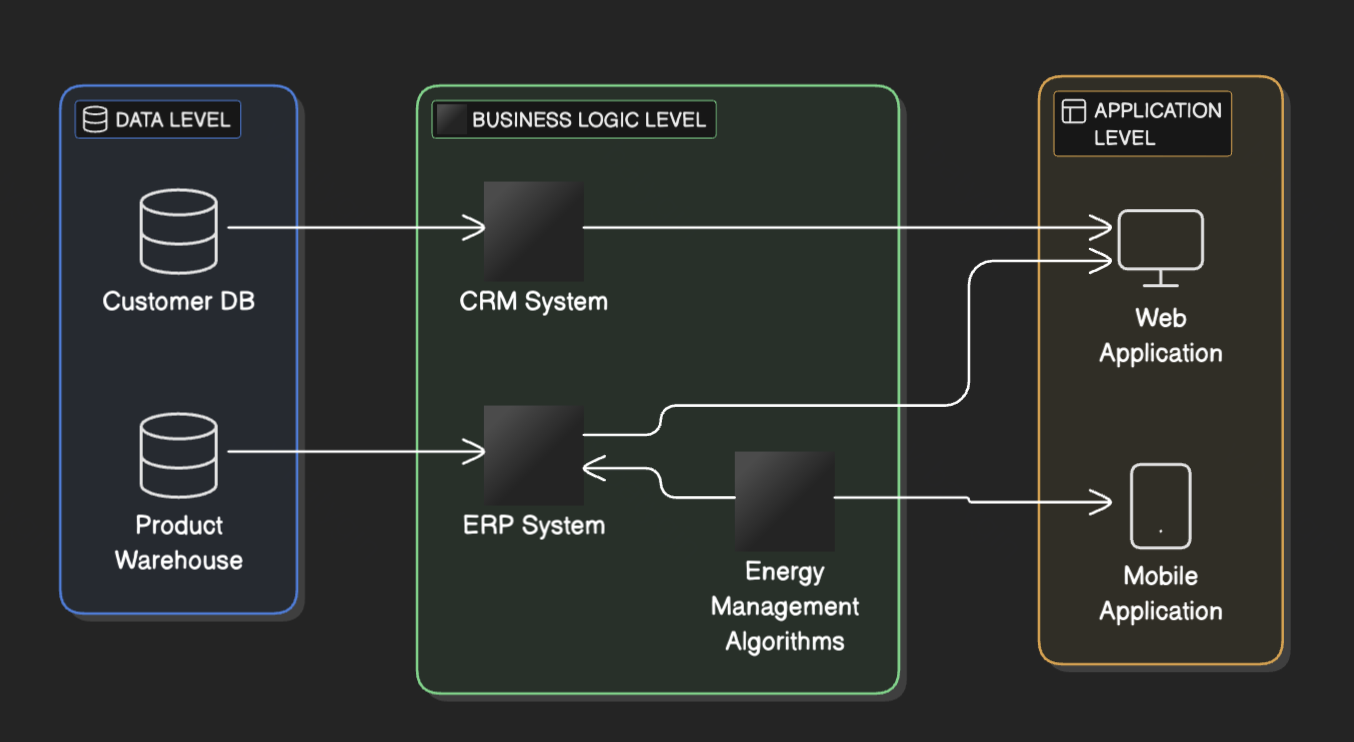 DATA LEVEL
Customer DB
Product
Warehouse
BUSINESS LOGIC LEVEL
CRM System
ERP System
Energy
Management
Algorithms
APPLICATION
LEVEL
Web
Application
Mobile
Application